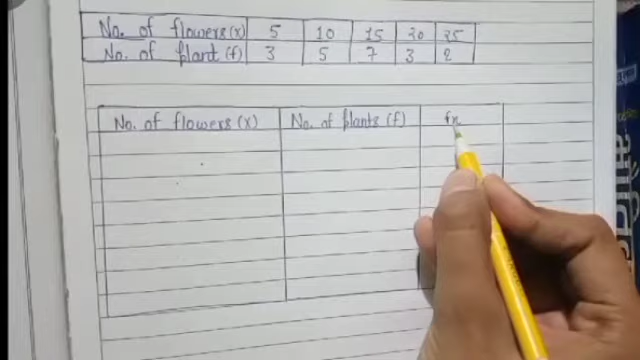 No. of flowers(x) 5 10 15 20 25
No. of plant (f) 3 5 7 3 2
No. of flowers (x) No. of plants (f) fx